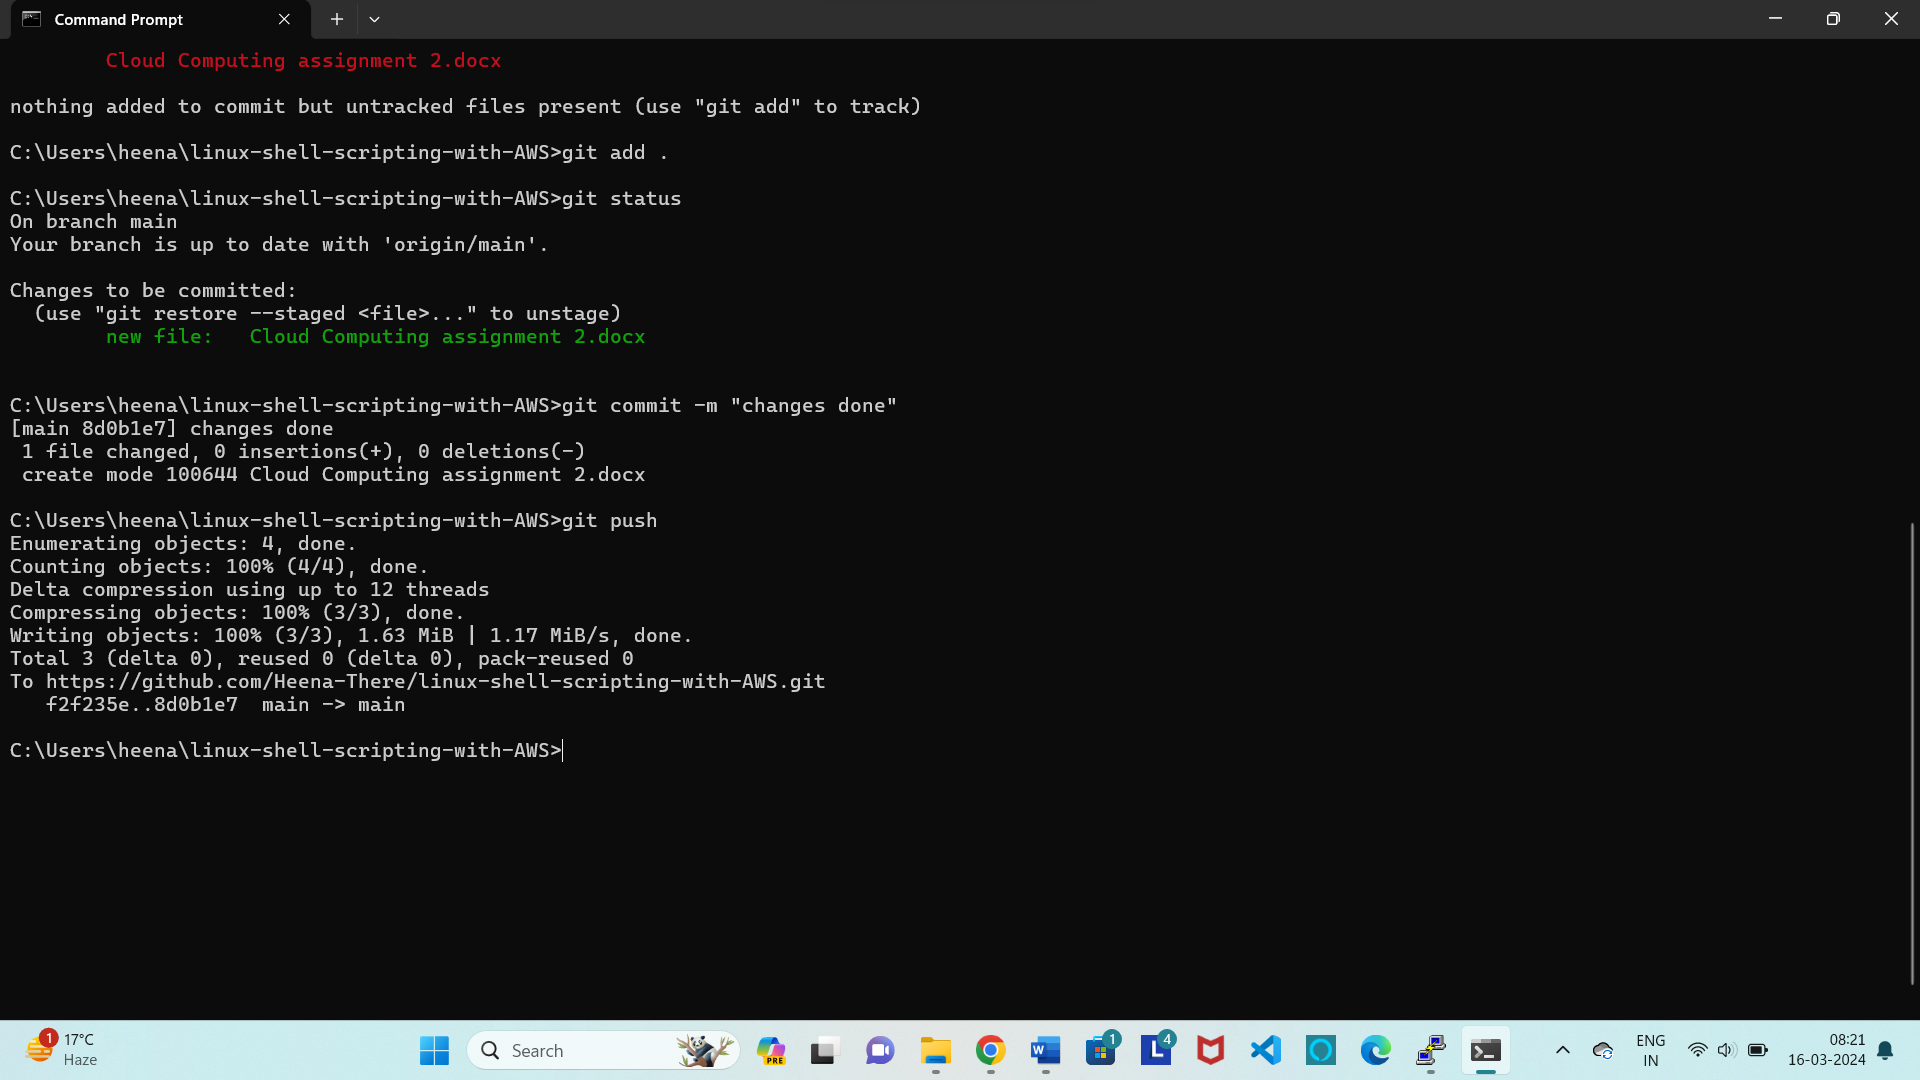 Command Prompt
Cloud Computing assignment 2.docx
nothing added to commit but untracked files present (use "git add" to track)
C:\Users\heena\linux-shell-scripting-with-AWS>git add .
C:\Users\heena\linux-shell-scripting-with-AWS>git status
On branch main
Your branch is up to date with 'origin/main'.
Changes to be committed:
  (use "git restore --staged <file>..." to unstage)
        new file:   Cloud Computing assignment 2.docx
C:\Users\heena\linux-shell-scripting-with-AWS>git commit -m "changes done"
[main 8d0b1e7] changes done
 1 file changed, 0 insertions(+), 0 deletions(-)
 create mode 100644 Cloud Computing assignment 2.docx
C:\Users\heena\linux-shell-scripting-with-AWS>git push
Enumerating objects: 4, done.
Counting objects: 100% (4/4), done.
Delta compression using up to 12 threads
Compressing objects: 100% (3/3), done.
Writing objects: 100% (3/3), 1.63 MiB | 1.17 MiB/s, done.
Total 3 (delta 0), reused 0 (delta 0), pack-reused 0
To https://github.com/Heena-There/linux-shell-scripting-with-AWS.git
   f2f235e..8d0b1e7  main -> main
C:\Users\heena\linux-shell-scripting-with-AWS>
1
17°C
Haze
Search
PRE
W
1
L
4
ENG
IN
08:21
16-03-2024